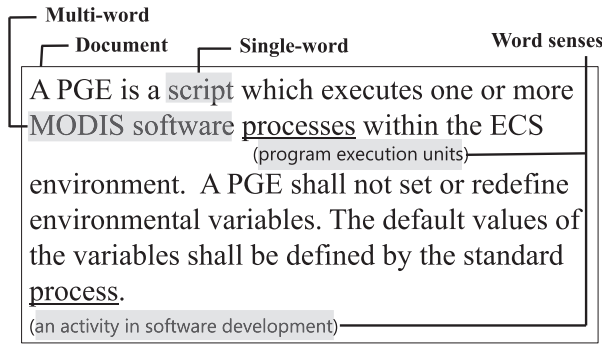 Multi-word
Document
Single-word
Word senses
A PGE is a script which executes one or more
MODIS software processes within the ECS
(program execution units)
environment. A PGE shall not set or redefine
environmental variables. The default values of
the variables shall be defined by the standard
process.
(an activity in software development)